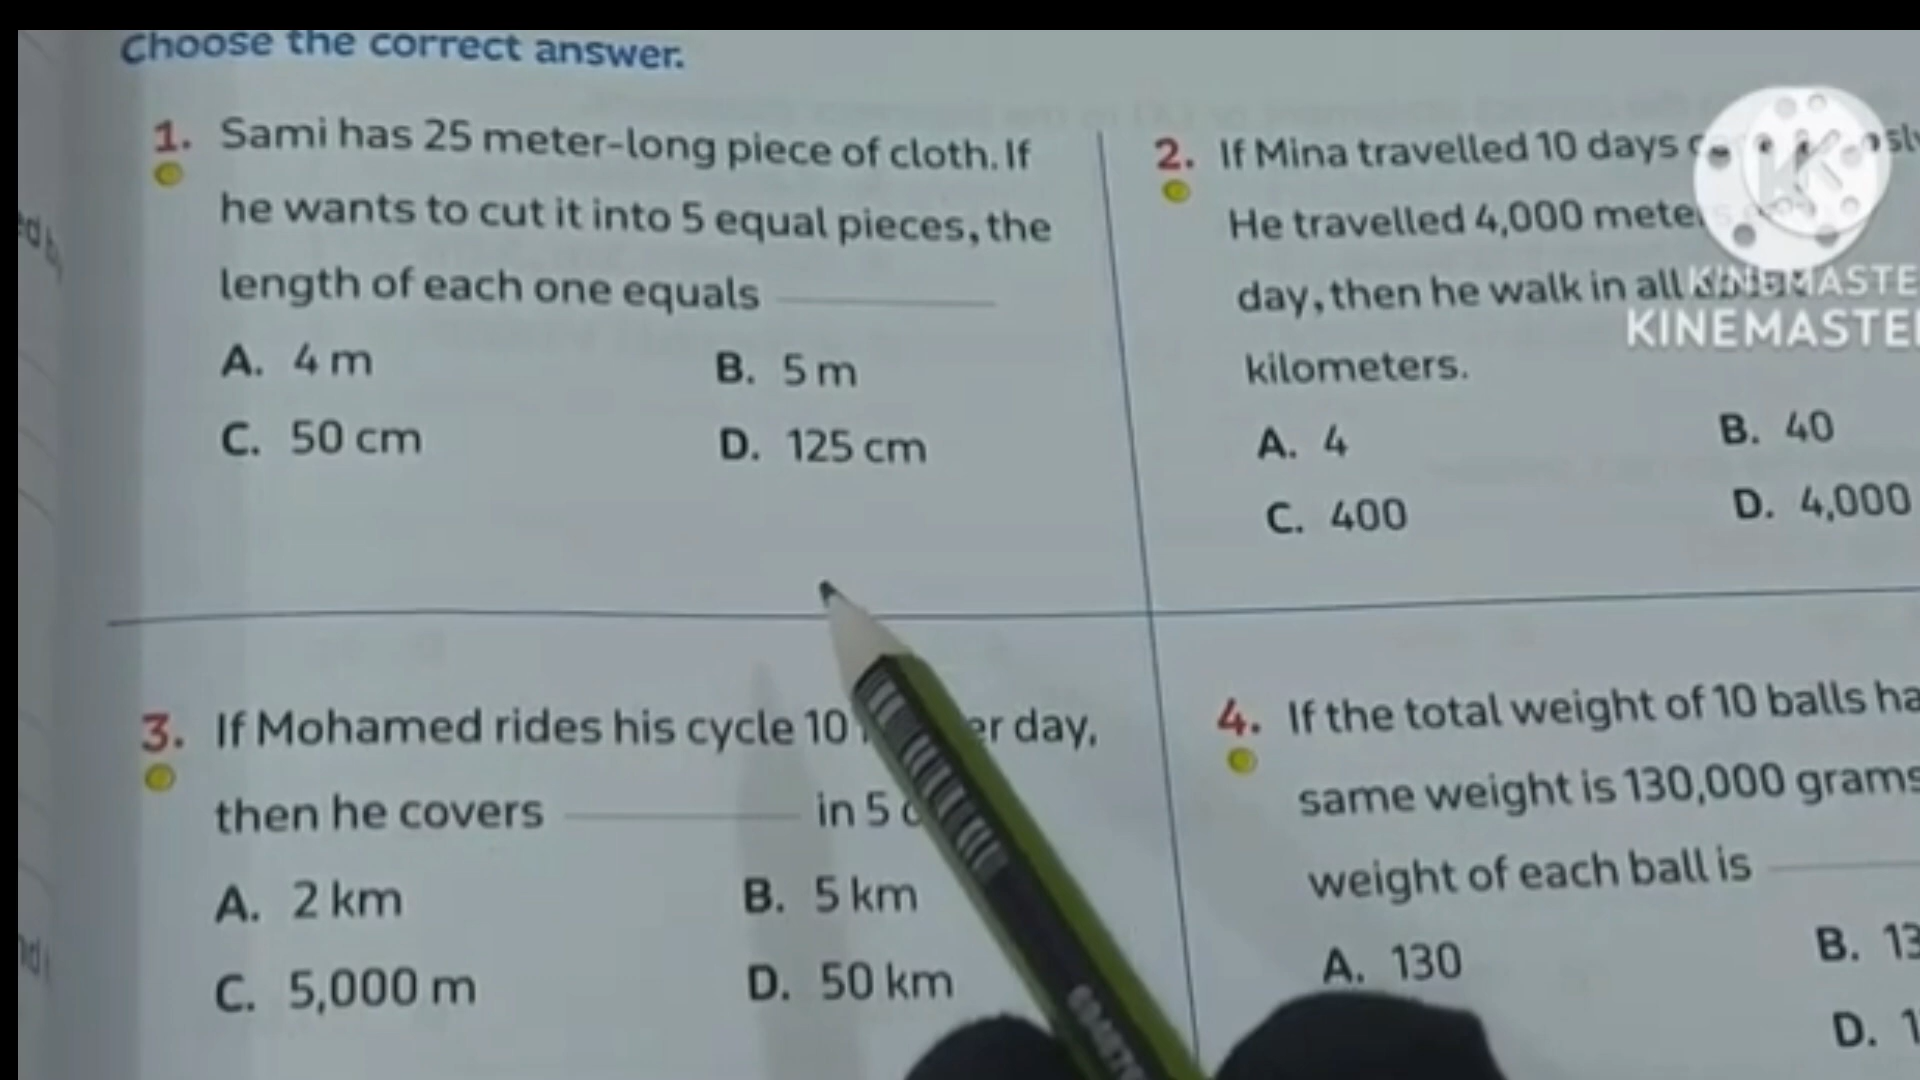 Choose the correct answer.
1. Sami has 25 meter-long piece of cloth. If
he wants to cut it into 5 equal pieces, the
length of each one equals
A. 4 m
B. 5 m
C. 50 cm
D. 125 cm
2. If Mina travelled 10 days
He travelled 4,000
day, then he walk in all
kilometers.
A. 4
B. 40
C. 400
D. 4,000
KINEMASTE
KINEMASTE
3. If Mohamed rides his cycle 10 day,
then he covers in 5
A. 2 km
B. 5 km
C. 5,000 m
D. 50 km
4. If the total weight of 10 balls
same weight is 130,000 grams
weight of each ball is
A. 130
B. 13
D. 1